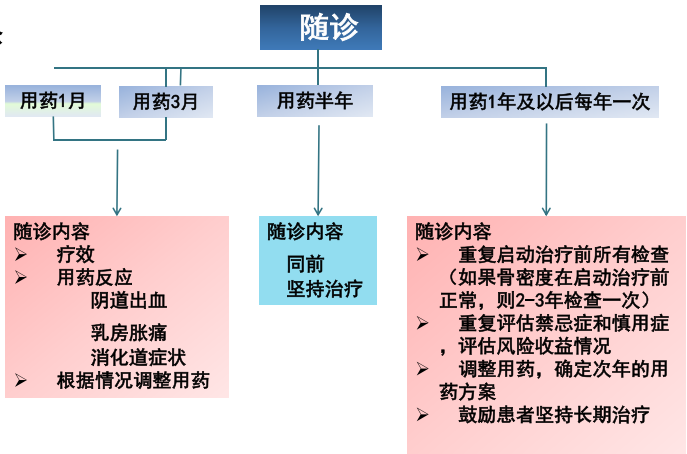 随诊
用药1月
用药3月
用药半年
用药1年及以后每年一次
随诊内容
➢ 疗效
➢ 用药反应
阴道出血
乳房胀痛
消化道症状
➢ 根据情况调整用药
随诊内容
同前
坚持治疗
随诊内容
➢ 重复启动治疗前所有检查
（如果骨密度在启动治疗前
正常，则2-3年检查一次）
➢ 重复评估禁忌症和慎用症
，评估风险收益情况
➢ 调整用药，确定次年的用
药方案
➢ 鼓励患者坚持长期治疗